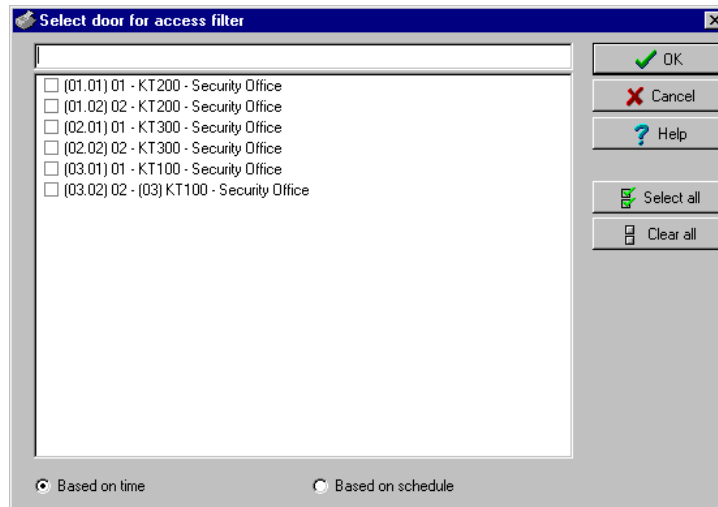 Select door for access filter
OK
(01.01) 01 - KT200 - Security Office
(01.02) 02 - KT200 - Security Office
Cancel
(02.01) 01 - KT300 - Security Office
Help
(02.02) 02 - KT300 - Security Office
(03.01) 01 - KT100 - Security Office
(03.02) 02 - (03) KT100 - Security Office
Select all
Clear all
Based on time
Based on schedule